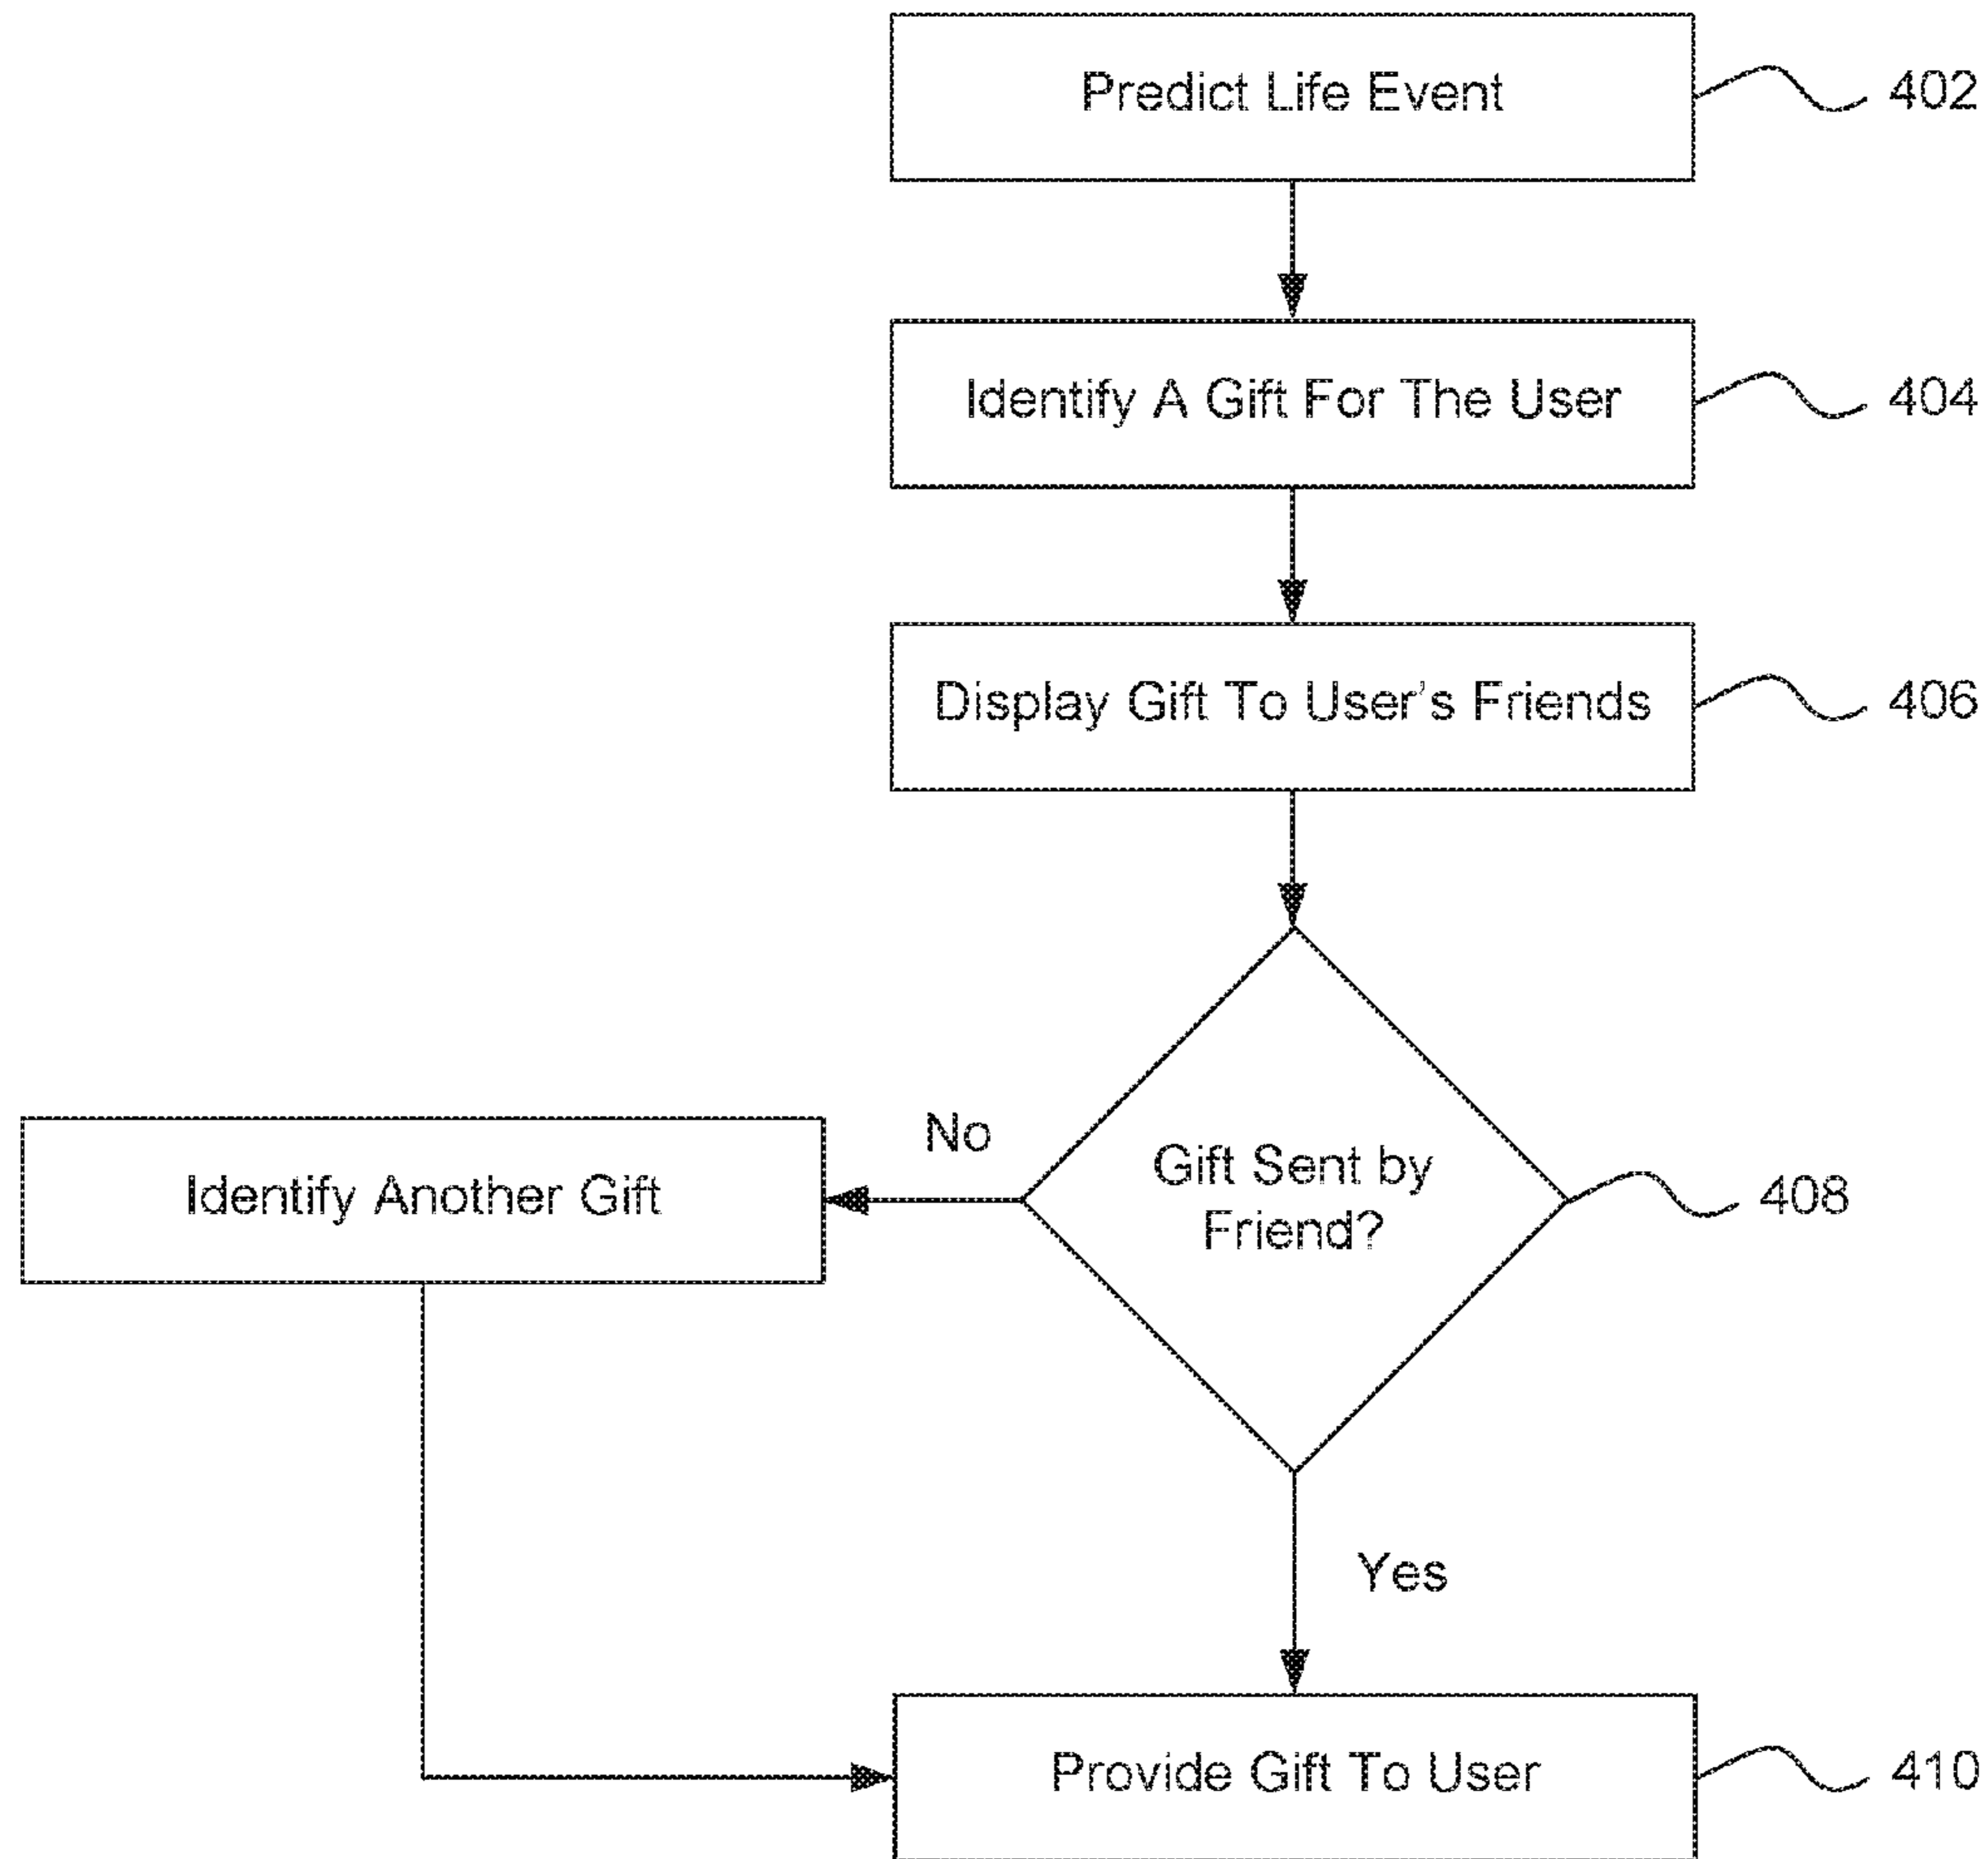 Predict Life Event
402
Identify A Gift For The User
404
Display Gift To User's Friends
406
No
Identify Another Gift
Gift Sent by
Friend?
408
Yes
Provide Gift To User
410